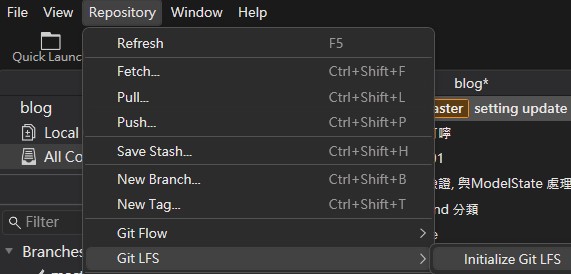 File View Repository Window Help
Quick Launc
Refresh F5
Fetch... Ctrl+Shift+F
Pull... Ctrl+Shift+L
Push... Ctrl+Shift+P
Save Stash... Ctrl+Shift+H
New Branch... Ctrl+Shift+B
New Tag... Ctrl+Shift+T
Git Flow
Git LFS
Initialize Git LFS
blog
Local
All Co
Filter
Branches
blog*
aster setting update
01
證, 與ModelState 處理
nd 分類